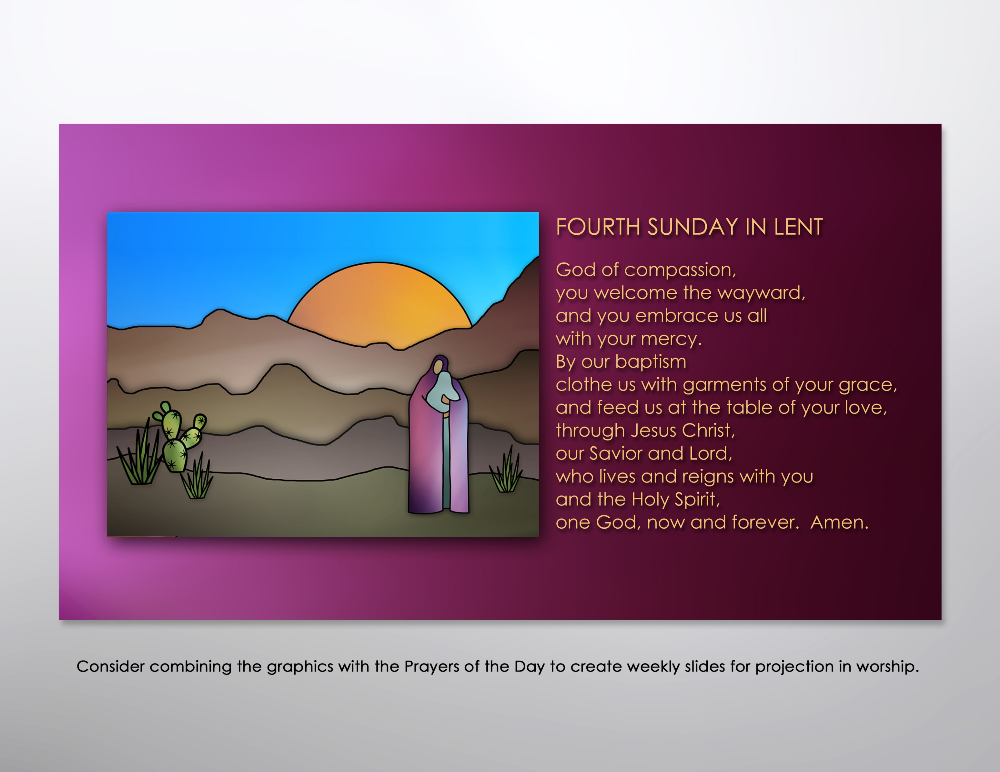 FOURTH SUNDAY IN LENT
God of compassion,
you welcome the wayward,
and you embrace us all
with your mercy.
By our baptism
clothe us with garments of your grace,
and feed us at the table of your love,
through Jesus Christ,
our Savior and Lord,
who lives and reigns with you
and the Holy Spirit,
one God, now and forever.  Amen.
Consider combining the graphics with the Prayers of the Day to create weekly slides for projection in worship.